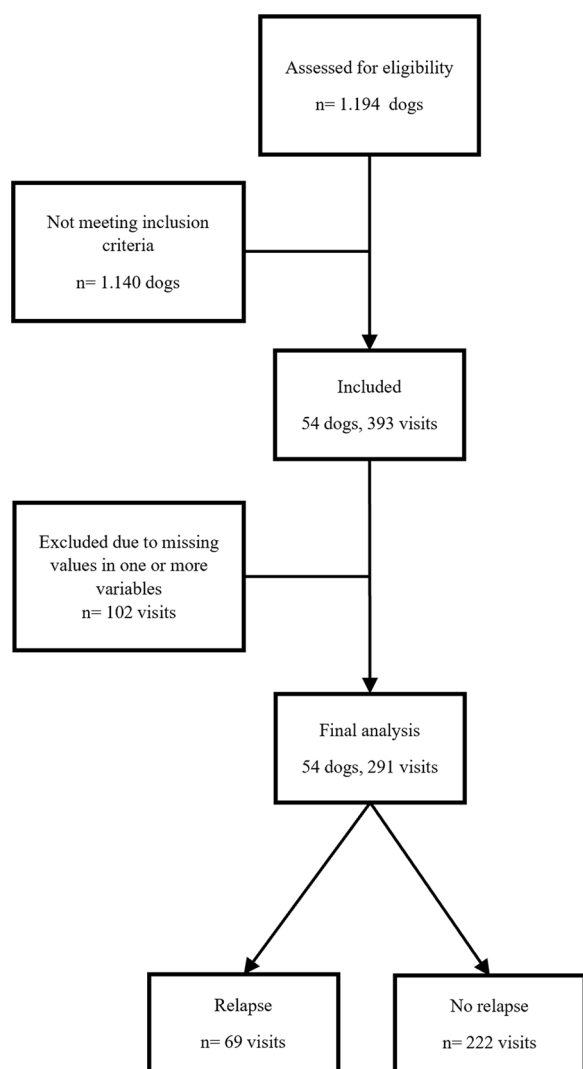 Assessed for eligibility
n= 1.194 dogs
Not meeting inclusion
criteria
n= 1.140 dogs
Included
54 dogs, 393 visits
Excluded due to missing
values in one or more
variables
n= 102 visits
Final analysis
54 dogs, 291 visits
Relapse
n= 69 visits
No relapse
n= 222 visits